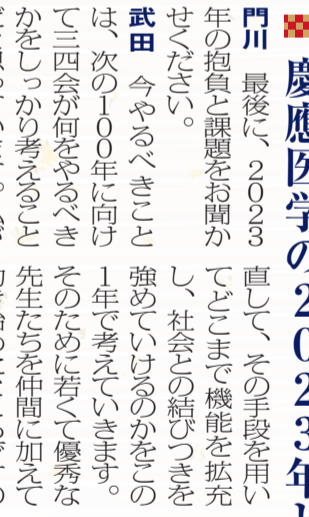 慶應医学の2023年
門川　最後に、2023
年の抱負と課題をお聞か
せください。
武田　今やるべきこと
は、次の100年に向け
て三四会が何をやるべき
かをしっかり考えること
直して、その手段を用い
てどこまで機能を拡充
し、社会との結びつきを
強めていけるのかをこの
1年で考えていきます。
そのために若くて優秀な
先生たちを仲間に加えて